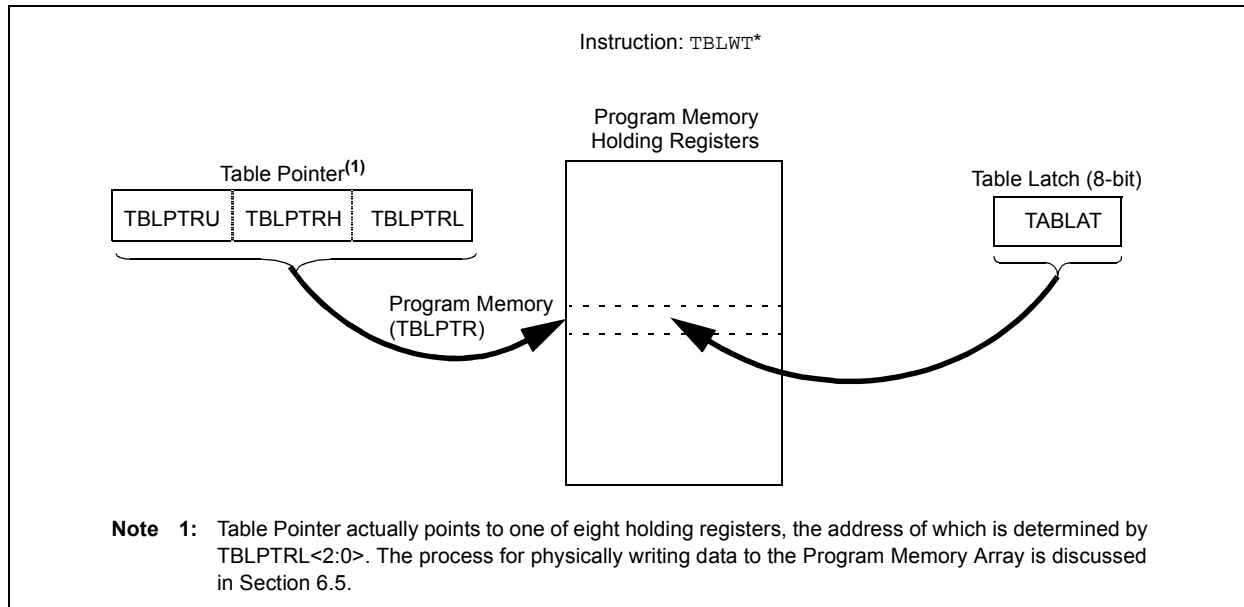 Instruction: TBLWT*
Program Memory
Holding Registers
Table Pointer(1)
Table Latch (8-bit)
TBLPTRU TBLPTRH TBLPTRL
TABLAT
Program Memory
(TBLPTR)
Note 1: Table Pointer actually points to one of eight holding registers, the address of which is determined by
TBLPTRL<2:0>. The process for physically writing data to the Program Memory Array is discussed
in Section 6.5.